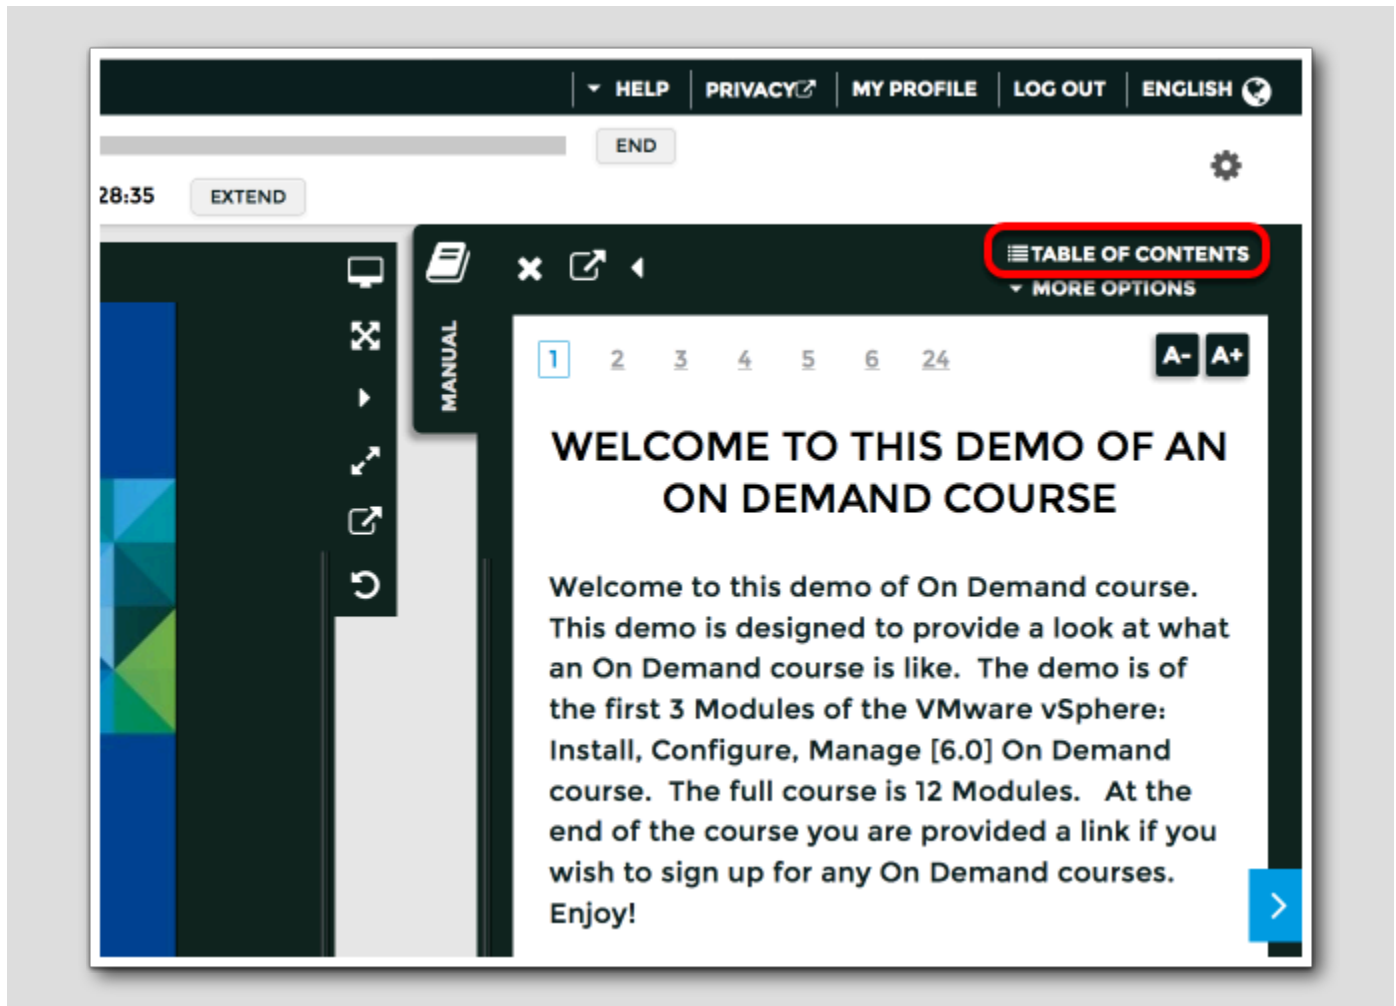 HELP PRIVACY MY PROFILE LOG OUT ENGLISH
END
28:35 EXTEND
TABLE OF CONTENTS
MORE OPTIONS
MANUAL
1 2 3 4 5 6 24 A- A+
WELCOME TO THIS DEMO OF AN
ON DEMAND COURSE
Welcome to this demo of On Demand course.
This demo is designed to provide a look at what
an On Demand course is like.  The demo is of
the first 3 Modules of the VMware vSphere:
Install, Configure, Manage [6.0] On Demand
course.  The full course is 12 Modules.   At the
end of the course you are provided a link if you
wish to sign up for any On Demand courses.
Enjoy!